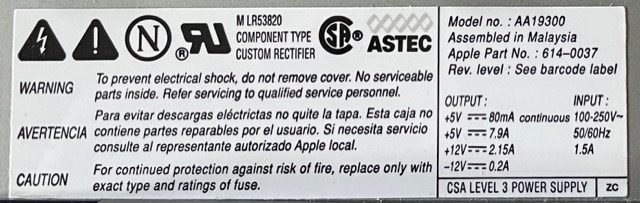 N
®
M LR53820
COMPONENT TYPE
CUSTOM RECTIFIER
SA ®
ASTEC
Model no. : AA19300
Assembled in Malaysia
Apple Part No. : 614-0037
Rev. level : See barcode label
WARNING
To prevent electrical shock, do not remove cover. No serviceable
parts inside. Refer servicing to qualified service personnel.
AVERTENCIA
Para evitar descargas eléctricas no quite la tapa. Esta caja no
contiene partes reparables por el usuario. Si necesita servicio
consulte al representante autorizado Apple local.
CAUTION
For continued protection against risk of fire, replace only with
exact type and ratings of fuse.
OUTPUT : INPUT :
+5V ⎓ 80mA continuous 100-250V~
+5V ⎓ 7.9A 50/60Hz
+12V ⎓ 2.15A 1.5A
-12V ⎓ 0.2A
CSA LEVEL 3 POWER SUPPLY ZC